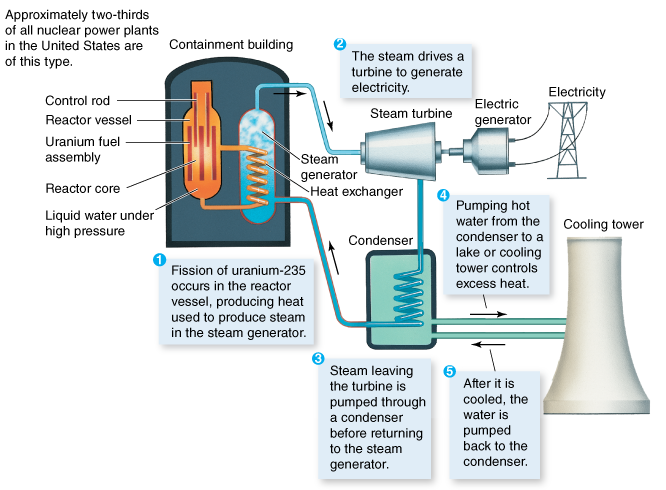 Approximately two-thirds
of all nuclear power plants
in the United States are
of this type.
Containment building
Control rod
Reactor vessel
Uranium fuel
assembly
Reactor core
Liquid water under
high pressure
Steam
generator
Heat exchanger
1
Fission of uranium-235
occurs in the reactor
vessel, producing heat
used to produce steam
in the steam generator.
2
The steam drives a
turbine to generate
electricity.
Steam turbine
Electric
generator
Electricity
Condenser
4
Pumping hot
water from the
condenser to a
lake or cooling
tower controls
excess heat.
Cooling tower
3
Steam leaving
the turbine is
pumped through
a condenser
before returning
to the steam
generator.
5
After it is
cooled, the
water is
pumped
back to the
condenser.